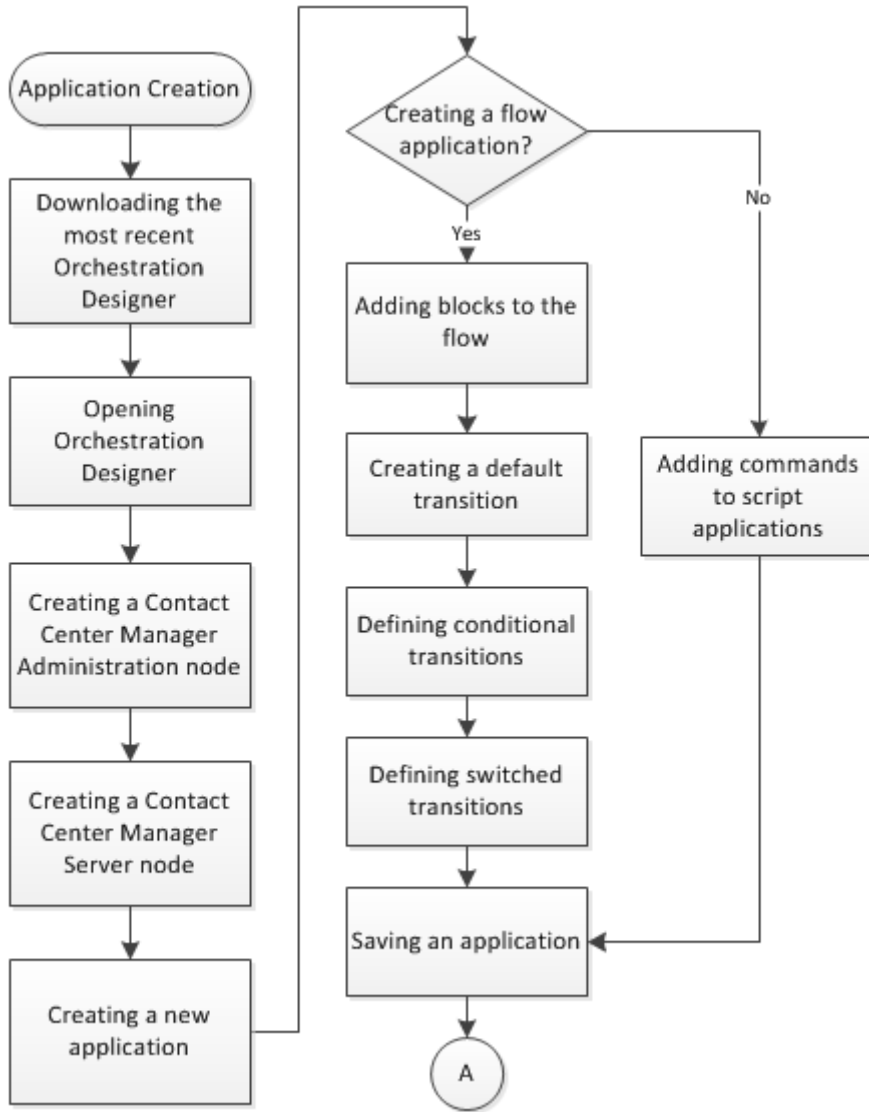 Application Creation
Downloading the
most recent
Orchestration
Designer
Opening
Orchestration
Designer
Creating a Contact
Center Manager
Administration node
Creating a Contact
Center Manager
Server node
Creating a new
application
Creating a flow
application?
Yes
No
Adding blocks to the
flow
Creating a default
transition
Defining conditional
transitions
Defining switched
transitions
Adding commands
to script
applications
Saving an application
A